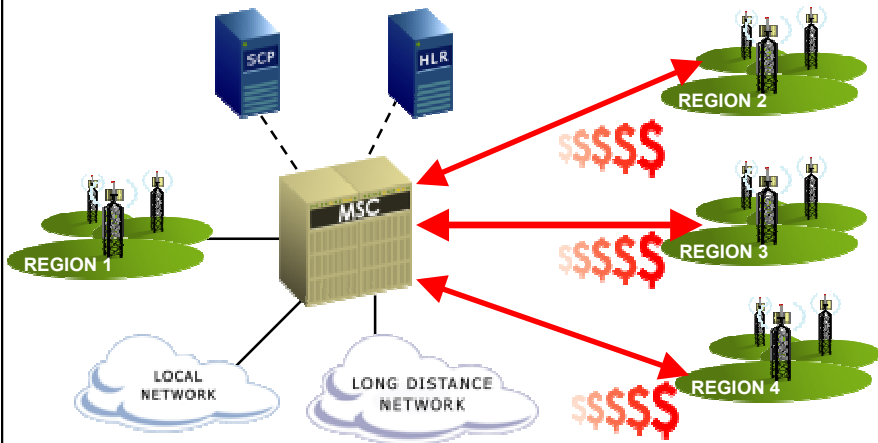 SCP
HLR
REGION 2
$$$$$
MSC
REGION 1
REGION 3
$$$$$
LOCAL
NETWORK
LONG DISTANCE
NETWORK
REGION 4
$$$$$